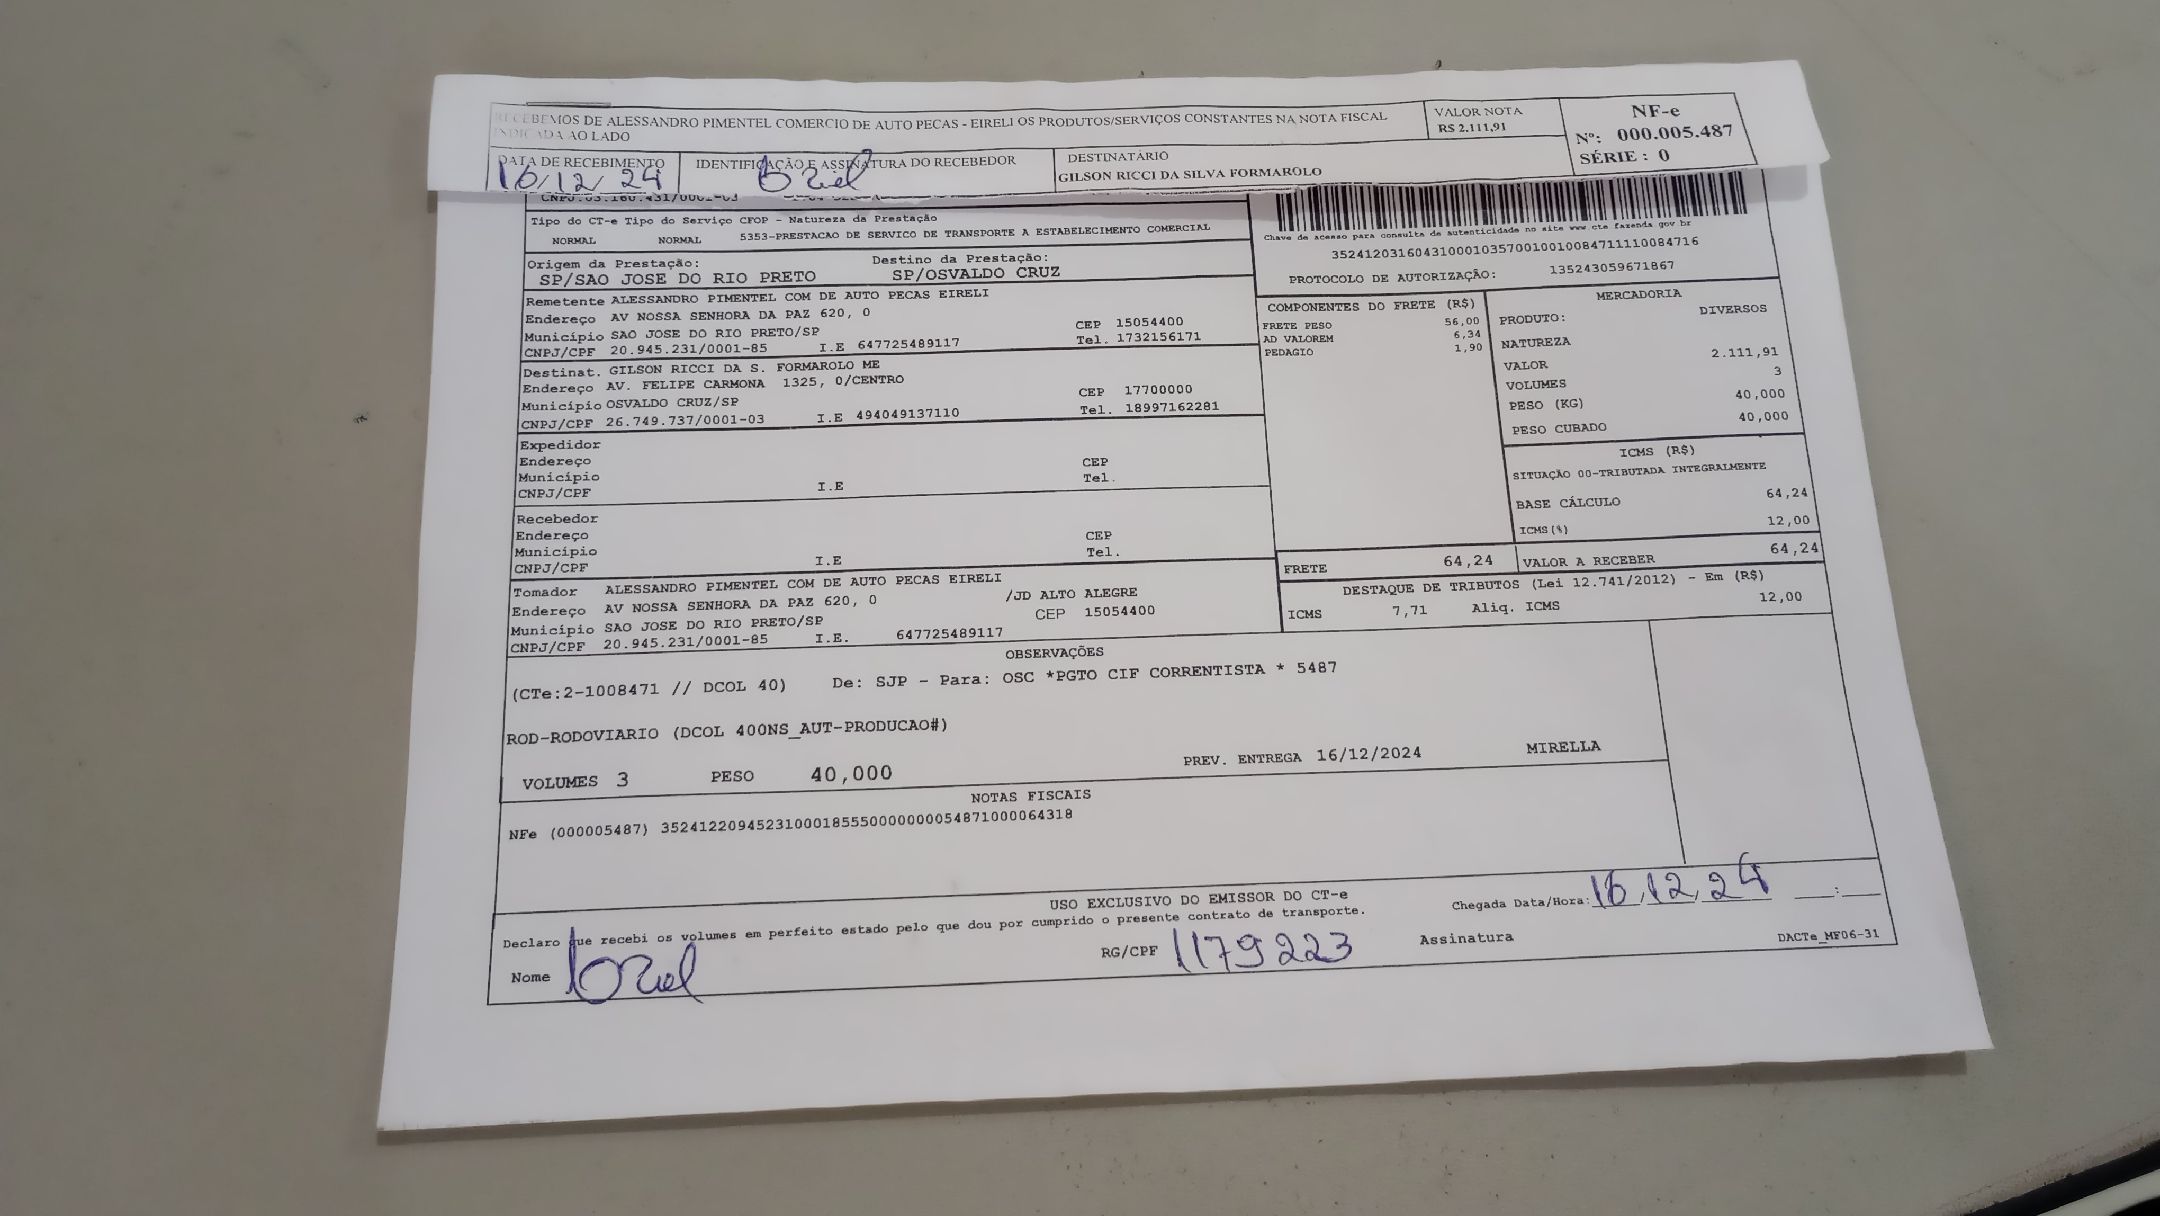 RECEBEMOS DE ALESSANDRO PIMENTEL COMERCIO DE AUTO PECAS - EIRELI OS PRODUTOS/SERVIÇOS CONSTANTES NA NOTA FISCAL
INDICADA AO LADO
VALOR NOTA
R$ 2.111,91
NF-e
Nº: 000.005.487
SÉRIE : 0
DATA DE RECEBIMENTO
16/12/24
IDENTIFICAÇÃO E ASSINATURA DO RECEBEDOR
DESTINATÁRIO
GILSON RICCI DA SILVA FORMAROLO
Tipo do CT-e Tipo do Serviço CFOP - Natureza da Prestação
NORMAL NORMAL 5353-PRESTACAO DE SERVICO DE TRANSPORTE A ESTABELECIMENTO COMERCIAL
Chave de acesso para consulta de autenticidade no site www cte fazenda gov br
35241203160431000103570010010084711110084716
PROTOCOLO DE AUTORIZAÇÃO: 135243059671867
Origem da Prestação: Destino da Prestação:
SP/SAO JOSE DO RIO PRETO SP/OSVALDO CRUZ
Remetente ALESSANDRO PIMENTEL COM DE AUTO PECAS EIRELI
Endereço AV NOSSA SENHORA DA PAZ 620, 0
Município SAO JOSE DO RIO PRETO/SP CEP 15054400
CNPJ/CPF 20.945.231/0001-85 I.E 647725489117 Tel. 1732156171
Destinat. GILSON RICCI DA S. FORMAROLO ME
Endereço AV. FELIPE CARMONA 1325, 0/CENTRO
Município OSVALDO CRUZ/SP CEP 17700000
CNPJ/CPF 26.749.737/0001-03 I.E 494049137110 Tel. 18997162281
Expedidor
Endereço
Município CEP
CNPJ/CPF I.E Tel.
Recebedor
Endereço
Município CEP
CNPJ/CPF I.E Tel.
Tomador ALESSANDRO PIMENTEL COM DE AUTO PECAS EIRELI
Endereço AV NOSSA SENHORA DA PAZ 620, 0 /JD ALTO ALEGRE
Município SAO JOSE DO RIO PRETO/SP CEP 15054400
CNPJ/CPF 20.945.231/0001-85 I.E. 647725489117
COMPONENTES DO FRETE (R$)
FRETE PESO 56,00
AD VALOREM 6,34
PEDAGIO 1,90
MERCADORIA
PRODUTO: DIVERSOS
NATUREZA
VALOR 2.111,91
VOLUMES 3
PESO (KG) 40,000
PESO CUBADO 40,000
ICMS (R$)
SITUAÇÃO 00-TRIBUTADA INTEGRALMENTE
BASE CÁLCULO 64,24
ICMS(%) 12,00
FRETE 64,24 VALOR A RECEBER 64,24
DESTAQUE DE TRIBUTOS (Lei 12.741/2012) - Em (R$)
ICMS 7,71 Aliq. ICMS 12,00
OBSERVAÇÕES
(CTe:2-1008471 // DCOL 40) De: SJP - Para: OSC *PGTO CIF CORRENTISTA * 5487
ROD-RODOVIARIO (DCOL 400NS_AUT-PRODUCAO#)
VOLUMES 3 PESO 40,000 PREV. ENTREGA 16/12/2024 MIRELLA
NOTAS FISCAIS
NFe (000005487) 35241220945231000185550000000054871000064318
USO EXCLUSIVO DO EMISSOR DO CT-e
Declaro que recebi os volumes em perfeito estado pelo que dou por cumprido o presente contrato de transporte.
Chegada Data/Hora: 16 12 24 __:__
Nome
RG/CPF 1179223
Assinatura
DACTe_MF06-31